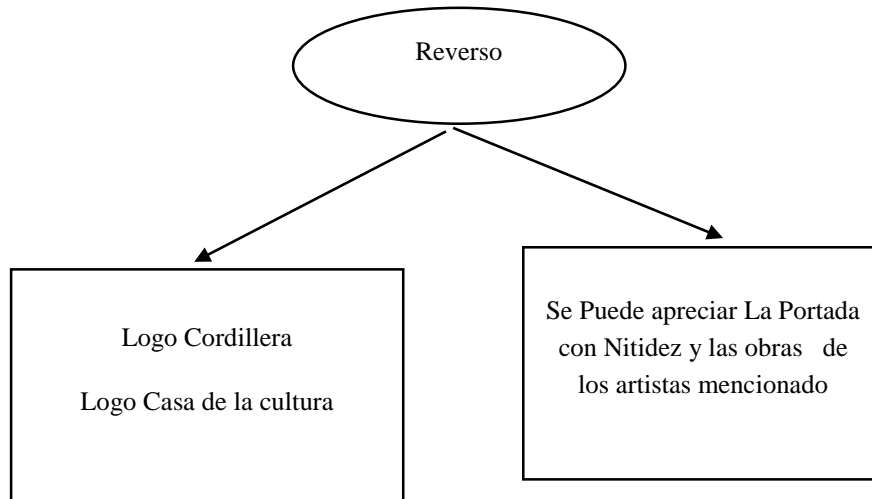 Reverso
Logo Cordillera
Logo Casa de la cultura
Se Puede apreciar La Portada
con Nitidez y las obras de
los artistas mencionado